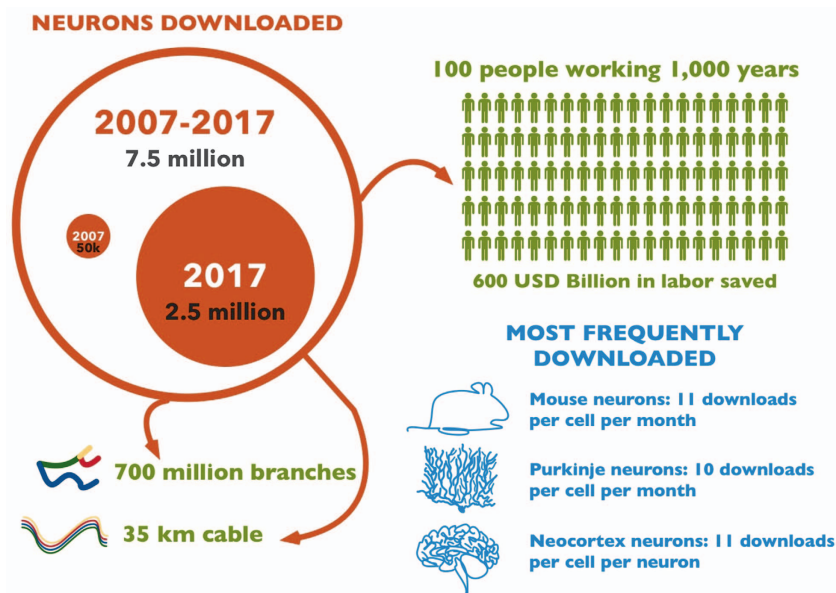 NEURONS DOWNLOADED
2007-2017
7.5 million
2007
50k
2017
2.5 million
700 million branches
35 km cable
100 people working 1,000 years
600 USD Billion in labor saved
MOST FREQUENTLY
DOWNLOADED
Mouse neurons: 11 downloads
per cell per month
Purkinje neurons: 10 downloads
per cell per month
Neocortex neurons: 11 downloads
per cell per neuron